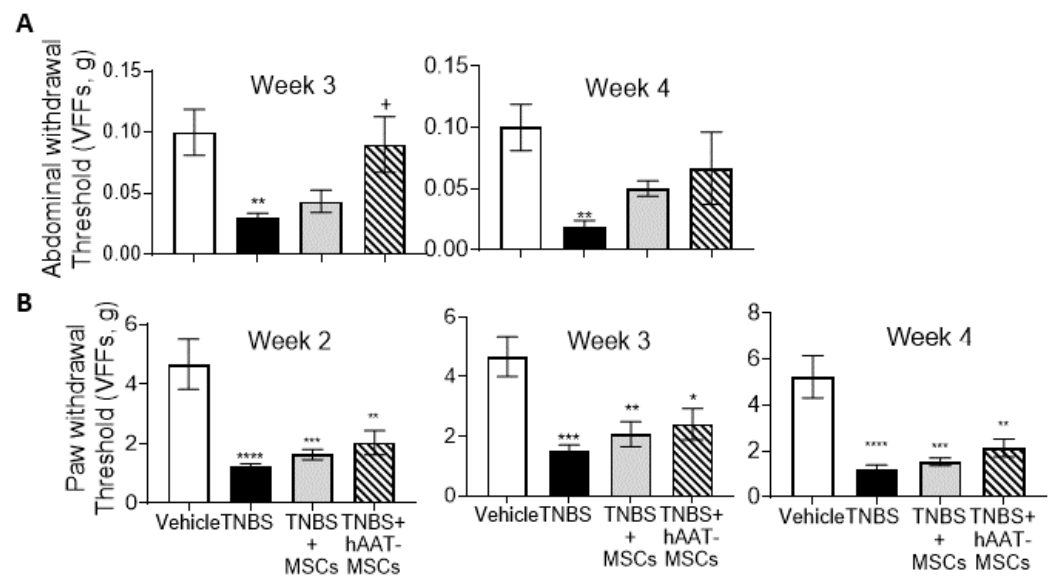 A
Abdominal withdrawal
Threshold (VFFs, g)
Week 3
0.15
0.10
0.05
0.00
**
+
Week 4
0.15
0.10
0.05
0.00
**
B
Paw withdrawal
Threshold (VFFs, g)
Week 2
6
4
2
0
****
***
**
Vehicle TNBS TNBS TNBS+
+ hAAT-
MSCs MSCs
Week 3
6
4
2
0
***
**
*
Vehicle TNBS TNBS TNBS+
+ hAAT-
MSCs MSCs
Week 4
8
6
4
2
0
****
***
**
Vehicle TNBS TNBS TNBS+
+ hAAT-
MSCs MSCs